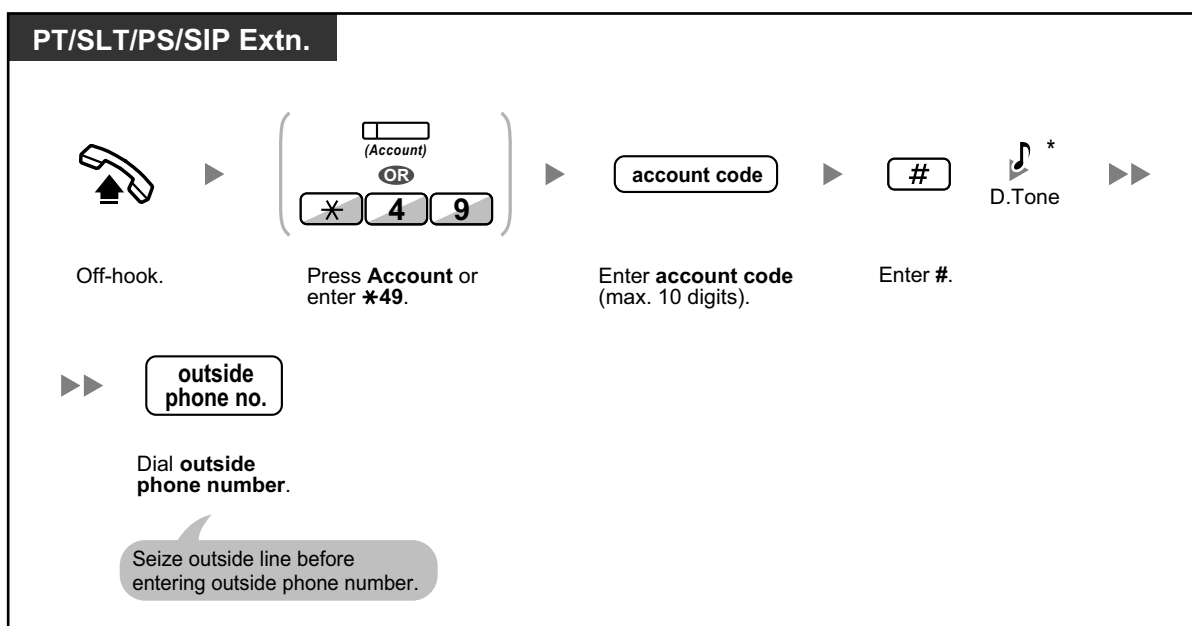 PT/SLT/PS/SIP Extn.
(Account)
OR
✳ 4 9
account code
#
*
D.Tone
Off-hook.
Press Account or
enter ✳49.
Enter account code
(max. 10 digits).
Enter #.
outside
phone no.
Dial outside
phone number.
Seize outside line before
entering outside phone number.